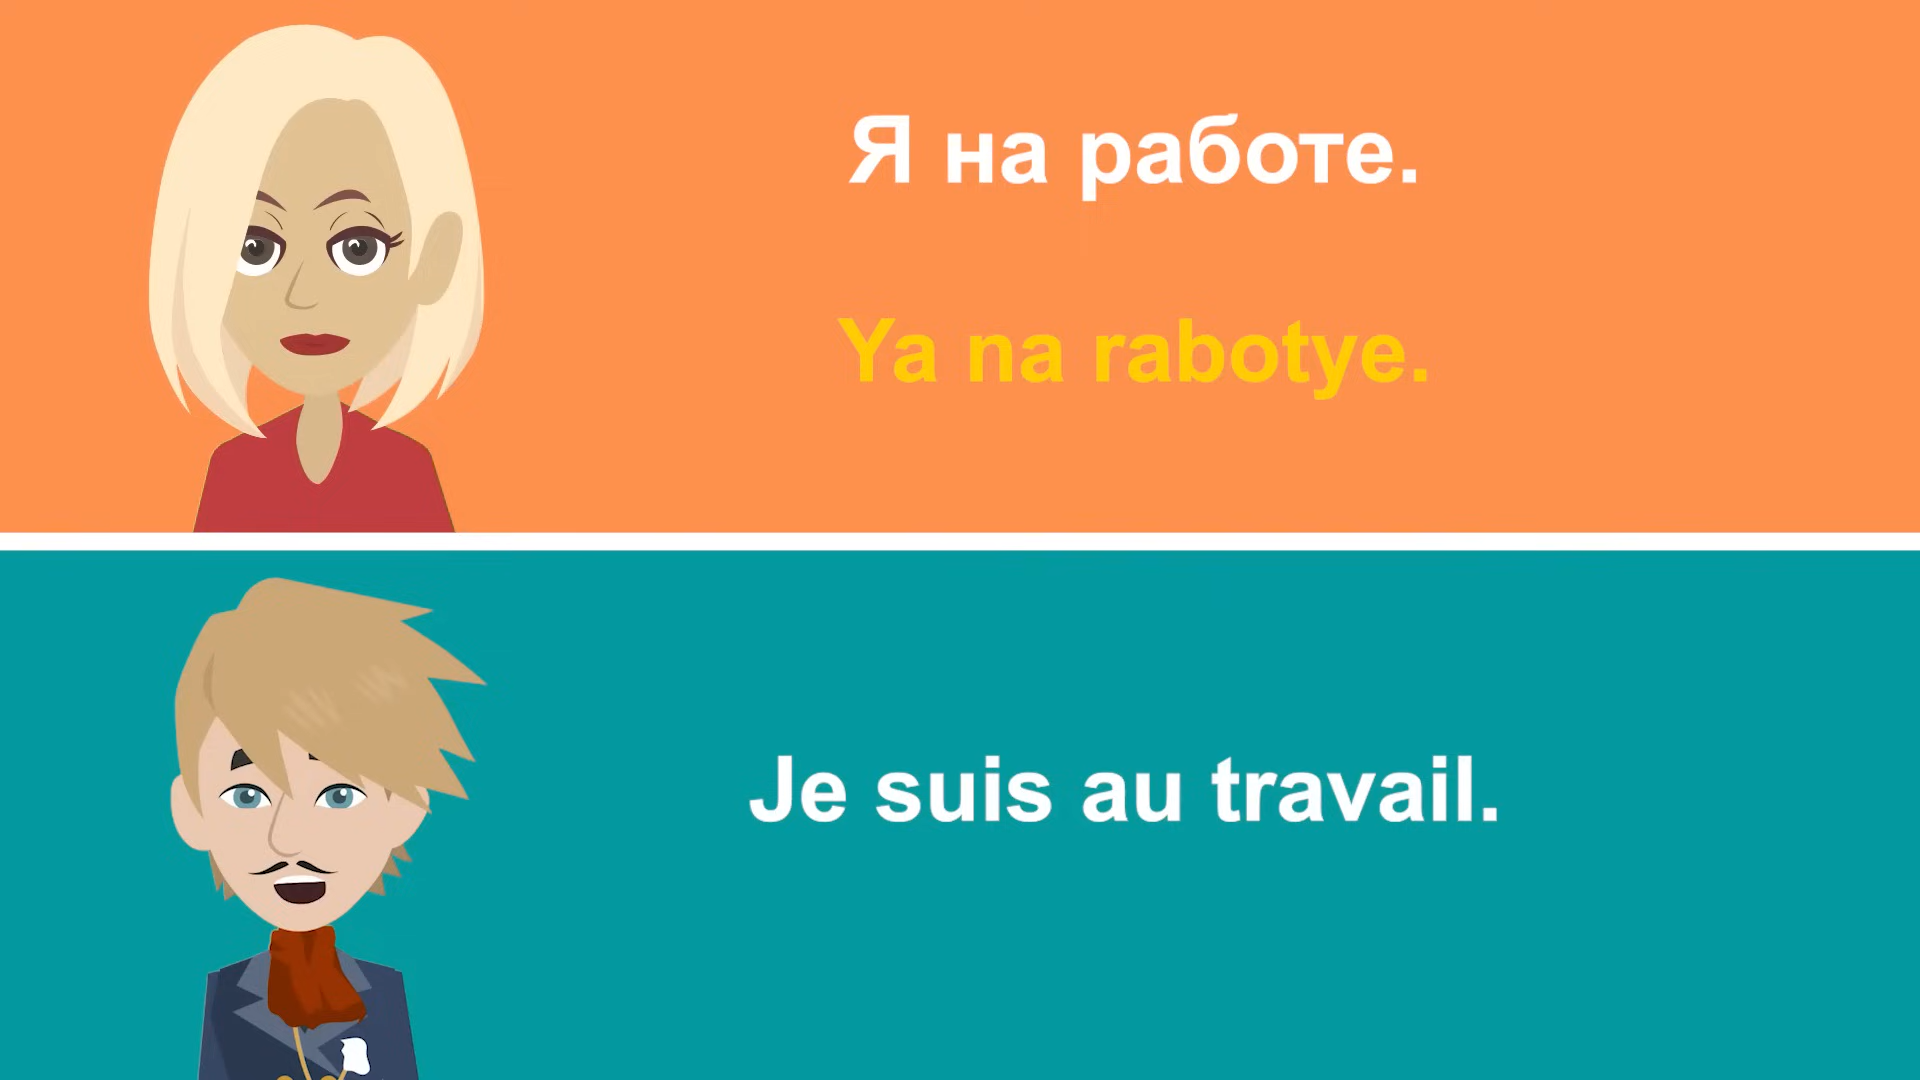 Я на работе.
Ya na rabotye.
Je suis au travail.